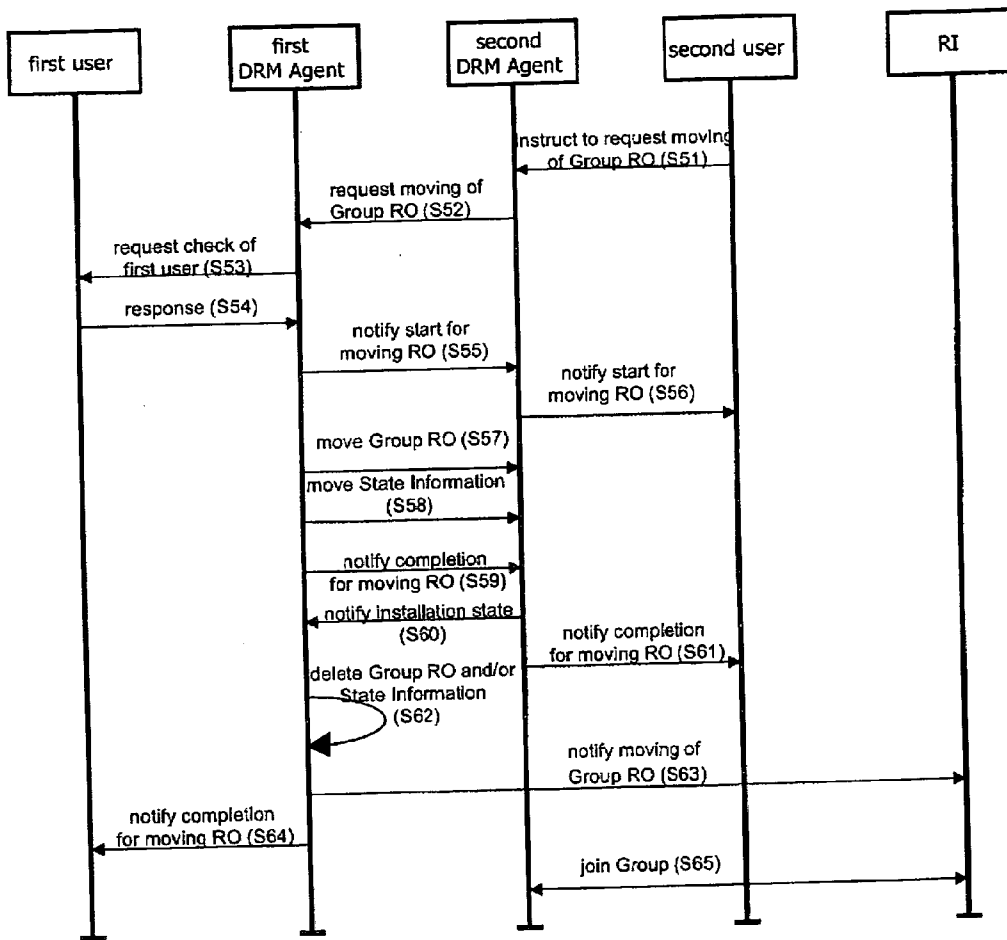 first user
first
DRM Agent
second
DRM Agent
second user
RI
instruct to request moving
of Group RO (S51)
request moving of
Group RO (S52)
request check of
first user (S53)
response (S54)
notify start for
moving RO (S55)
notify start for
moving RO (S56)
move Group RO (S57)
move State Information
(S58)
notify completion
for moving RO (S59)
notify installation state
(S60)
notify completion
for moving RO (S61)
delete Group RO and/or
State Information
(S62)
notify moving of
Group RO (S63)
notify completion
for moving RO (S64)
join Group (S65)